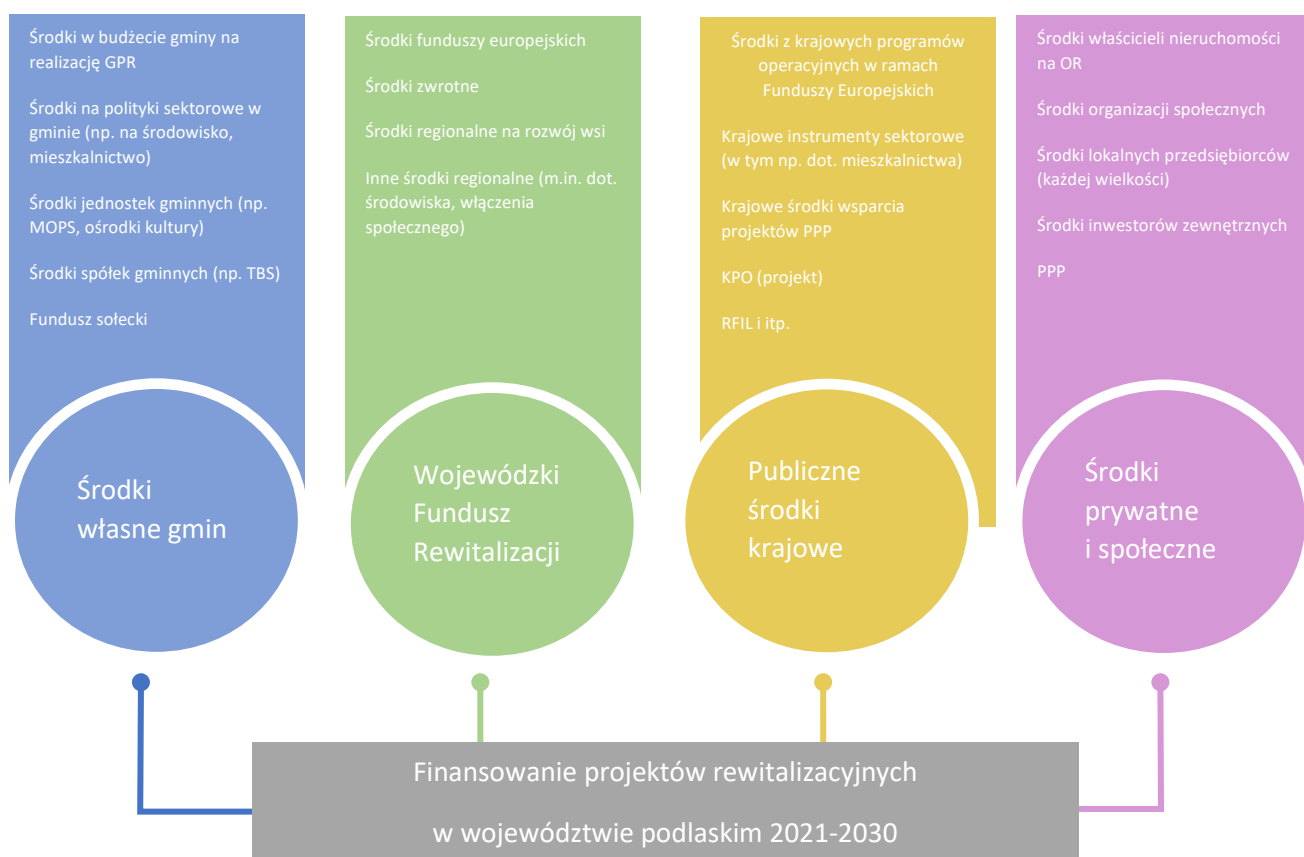 Środki w budżecie gminy na
realizację GPR
Środki na polityki sektorowe w
gminie (np. na środowisko,
mieszkalnictwo)
Środki jednostek gminnych (np.
MOPS, ośrodki kultury)
Środki spółek gminnych (np. TBS)
Fundusz sołecki
Środki
własne gmin
Środki funduszy europejskich
Środki zwrotne
Środki regionalne na rozwój wsi
Inne środki regionalne (m.in. dot.
środowiska, włączenia
społecznego)
Wojewódzki
Fundusz
Rewitalizacji
Środki z krajowych programów
operacyjnych w ramach
Funduszy Europejskich
Krajowe instrumenty sektorowe
(w tym np. dot. mieszkalnictwa)
Krajowe środki wsparcia
projektów PPP
KPO (projekt)
RFIL i itp.
Publiczne
środki
krajowe
Środki właścicieli nieruchomości
na OR
Środki organizacji społecznych
Środki lokalnych przedsiębiorców
(każdej wielkości)
Środki inwestorów zewnętrznych
PPP
Środki
prywatne
i społeczne
Finansowanie projektów rewitalizacyjnych
w województwie podlaskim 2021-2030